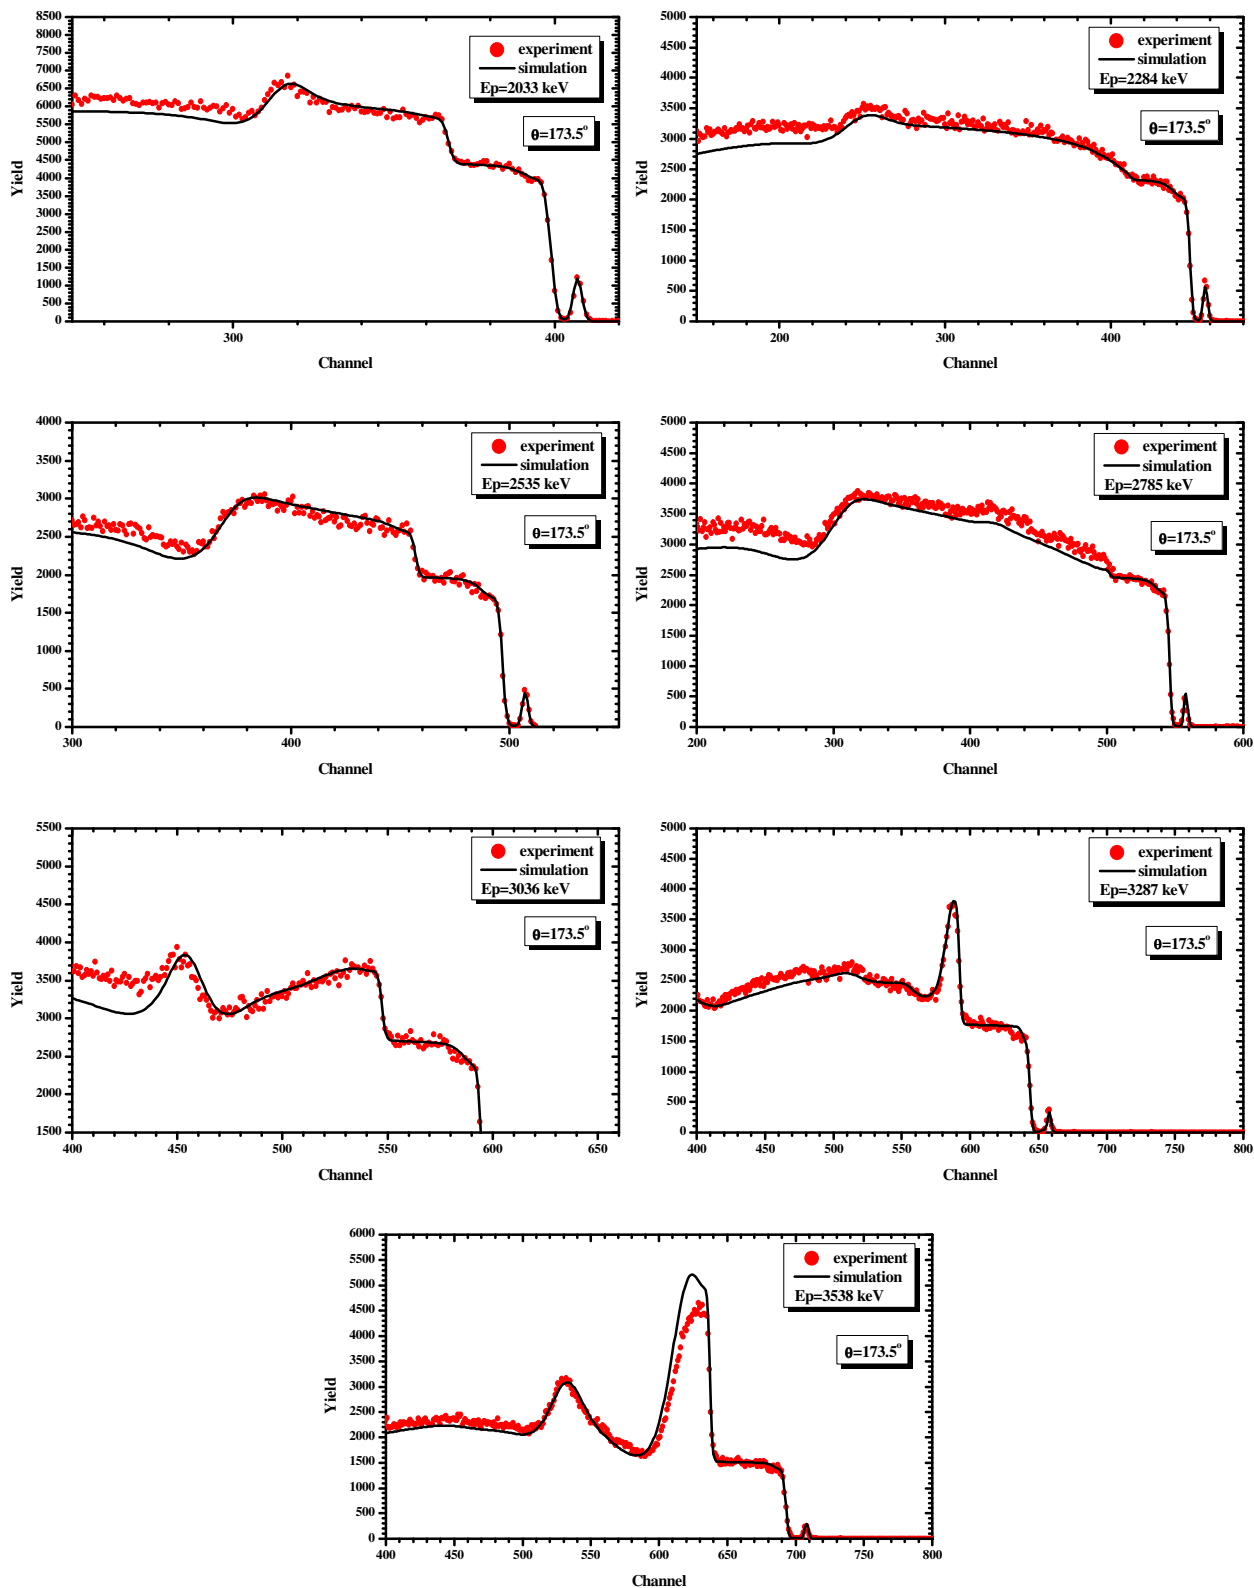 8500
8000
7500
7000
6500
6000
5500
5000
4500
4000
3500
3000
2500
2000
1500
1000
500
0
Yield
300
400
Channel
experiment
simulation
Ep=2033 keV
θ=173.5°
5000
4500
4000
3500
3000
2500
2000
1500
1000
500
0
Yield
200
300
400
Channel
experiment
simulation
Ep=2284 keV
θ=173.5°
4000
3500
3000
2500
2000
1500
1000
500
0
Yield
300
400
500
Channel
experiment
simulation
Ep=2535 keV
θ=173.5°
5000
4500
4000
3500
3000
2500
2000
1500
1000
500
0
Yield
200
300
400
500
600
Channel
experiment
simulation
Ep=2785 keV
θ=173.5°
5500
5000
4500
4000
3500
3000
2500
2000
1500
Yield
400
450
500
550
600
650
Channel
experiment
simulation
Ep=3036 keV
θ=173.5°
5000
4500
4000
3500
3000
2500
2000
1500
1000
500
0
Yield
400
450
500
550
600
650
700
750
800
Channel
experiment
simulation
Ep=3287 keV
θ=173.5°
6000
5500
5000
4500
4000
3500
3000
2500
2000
1500
1000
500
0
Yield
400
450
500
550
600
650
700
750
800
Channel
experiment
simulation
Ep=3538 keV
θ=173.5°